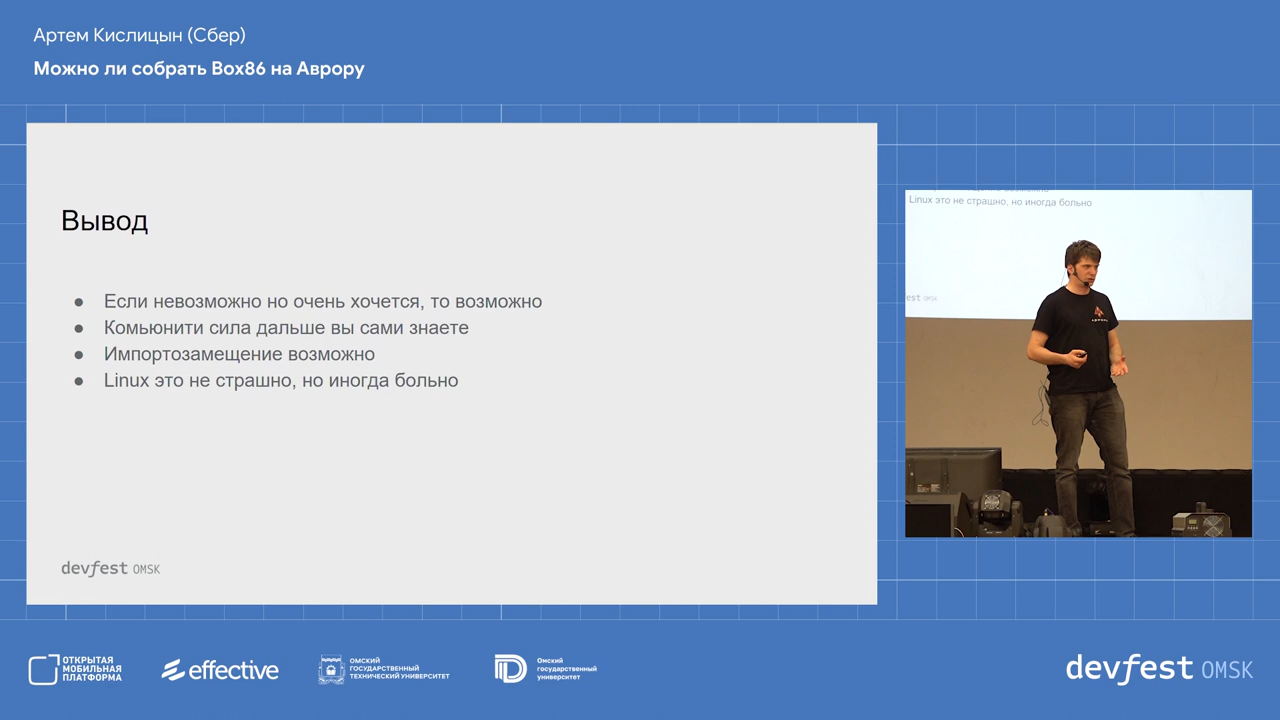 Артем Кислицын (Сбер)
Можно ли собрать Box86 на Аврору
Вывод
● Если невозможно но очень хочется, то возможно
● Комьюнити сила дальше вы сами знаете
● Импортозамещение возможно
● Linux это не страшно, но иногда больно
devfest OMSK
Linux это не страшно, но иногда больно
est OMSK
ОТКРЫТАЯ
МОБИЛЬНАЯ
ПЛАТФОРМА
effective
ОМСКИЙ
ГОСУДАРСТВЕННЫЙ
ТЕХНИЧЕСКИЙ УНИВЕРСИТЕТ
Омский
государственный
университет
devfest OMSK